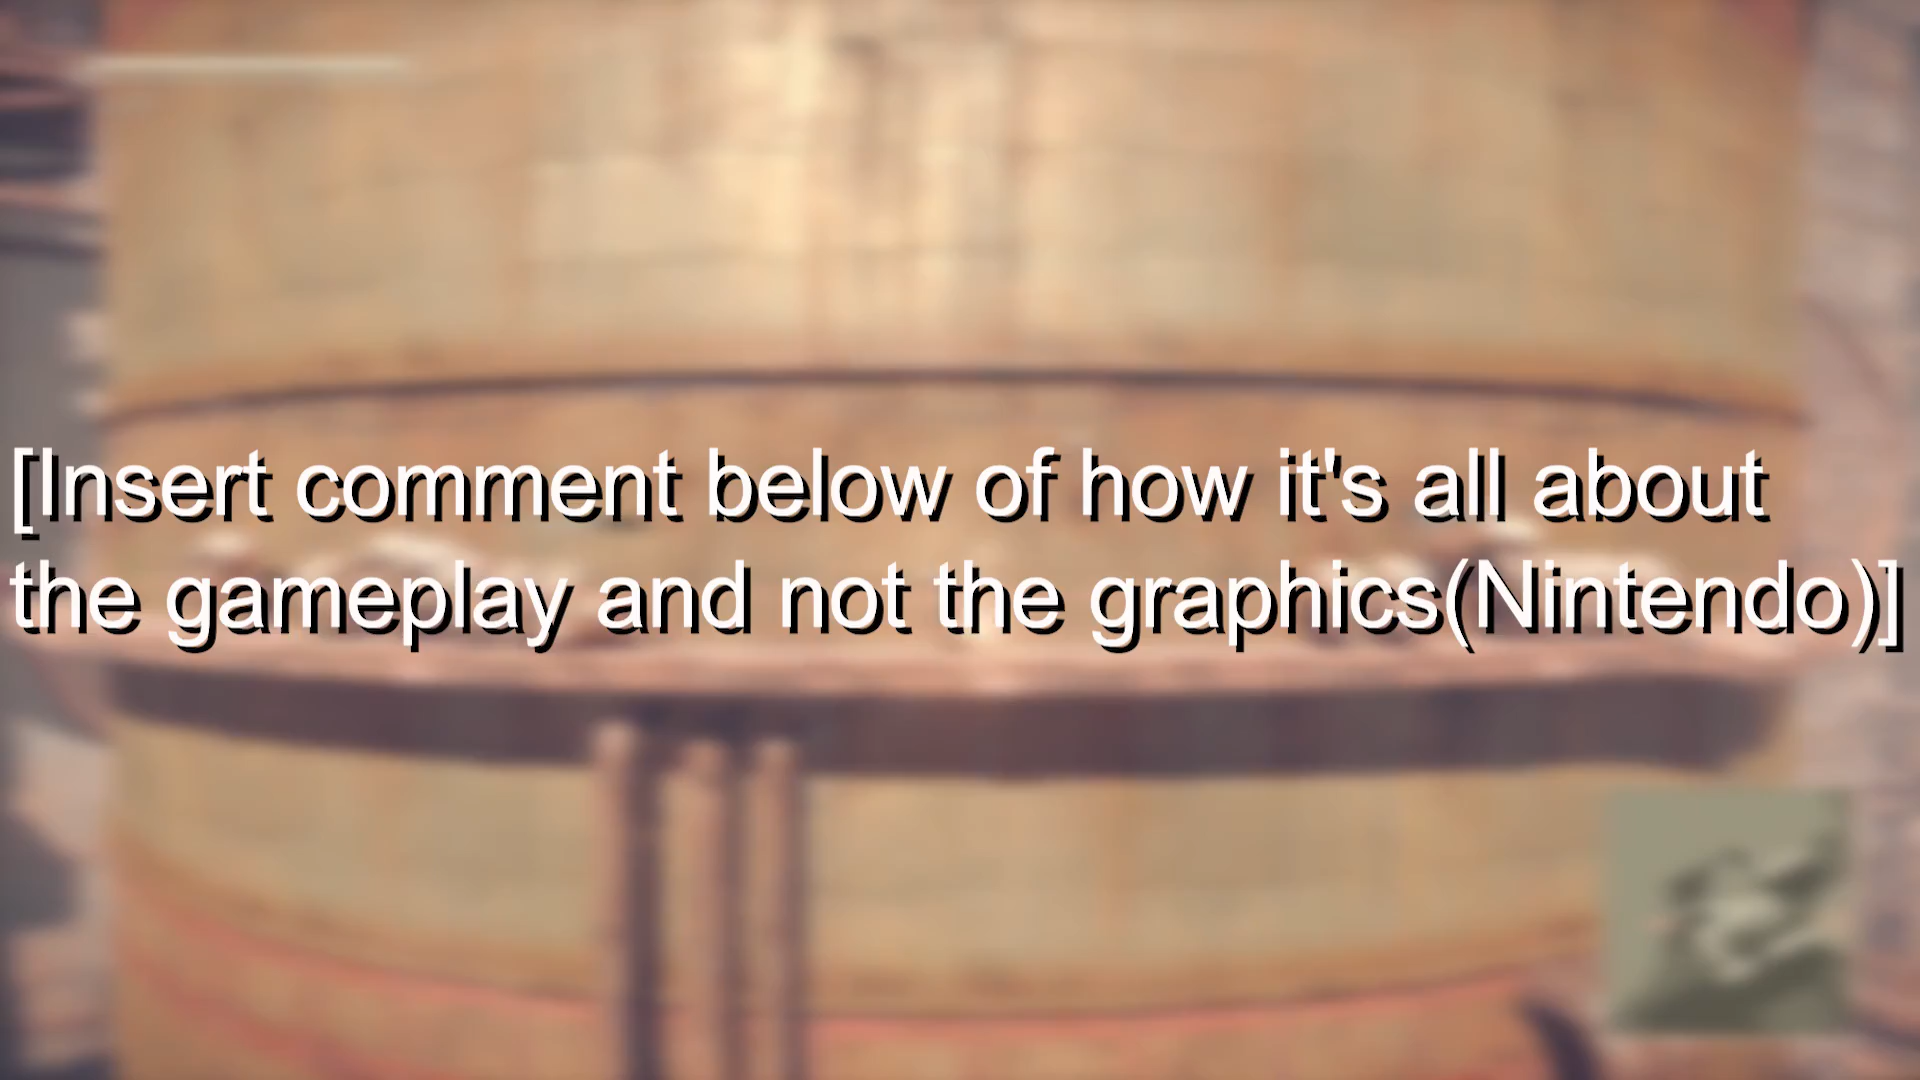 [Insert comment below of how it's all about
the gameplay and not the graphics(Nintendo)]